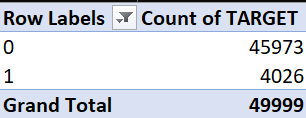 Row Labels Count of TARGET
0 45973
1 4026
Grand Total 49999